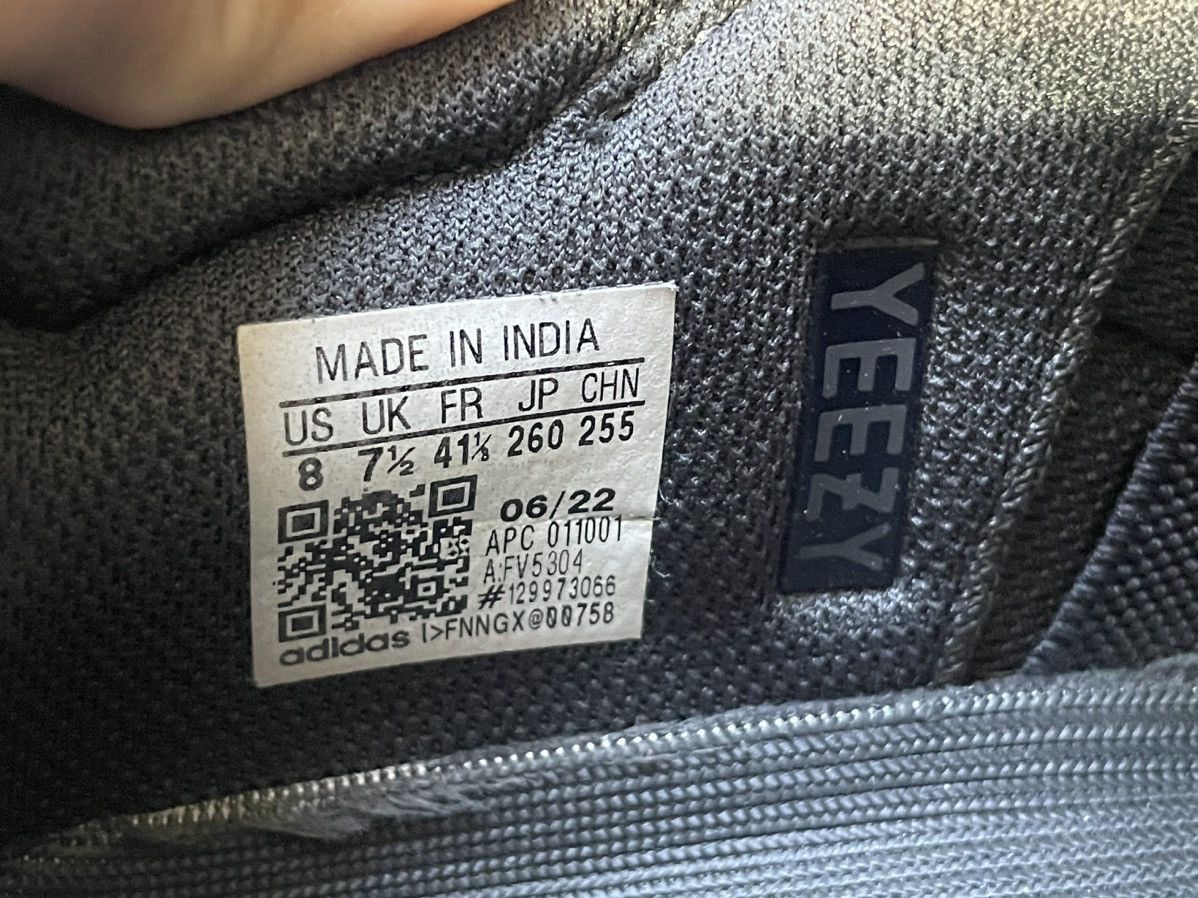 MADE IN INDIA
US UK FR JP CHN
8 7½ 41⅓ 260 255
06/22
APC 011001
A:FV5304
#129973066
adidas I>FNNGX@00758
YEEZY